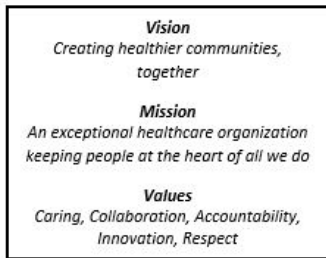 Vision
Creating healthier communities,
together
Mission
An exceptional healthcare organization
keeping people at the heart of all we do
Values
Caring, Collaboration, Accountability,
Innovation, Respect